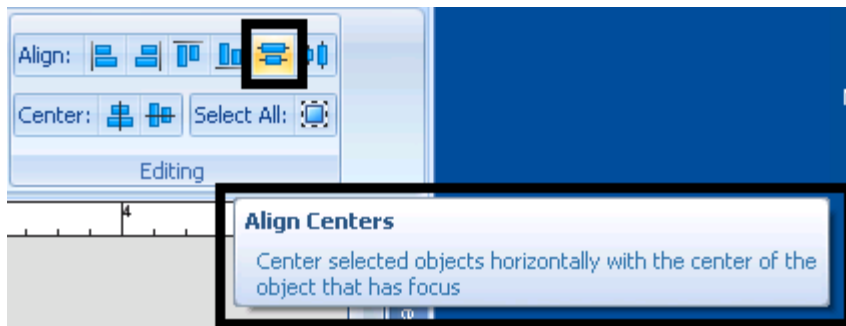 Align:
Center:
Select All:
Editing
4
Align Centers
Center selected objects horizontally with the center of the
object that has focus